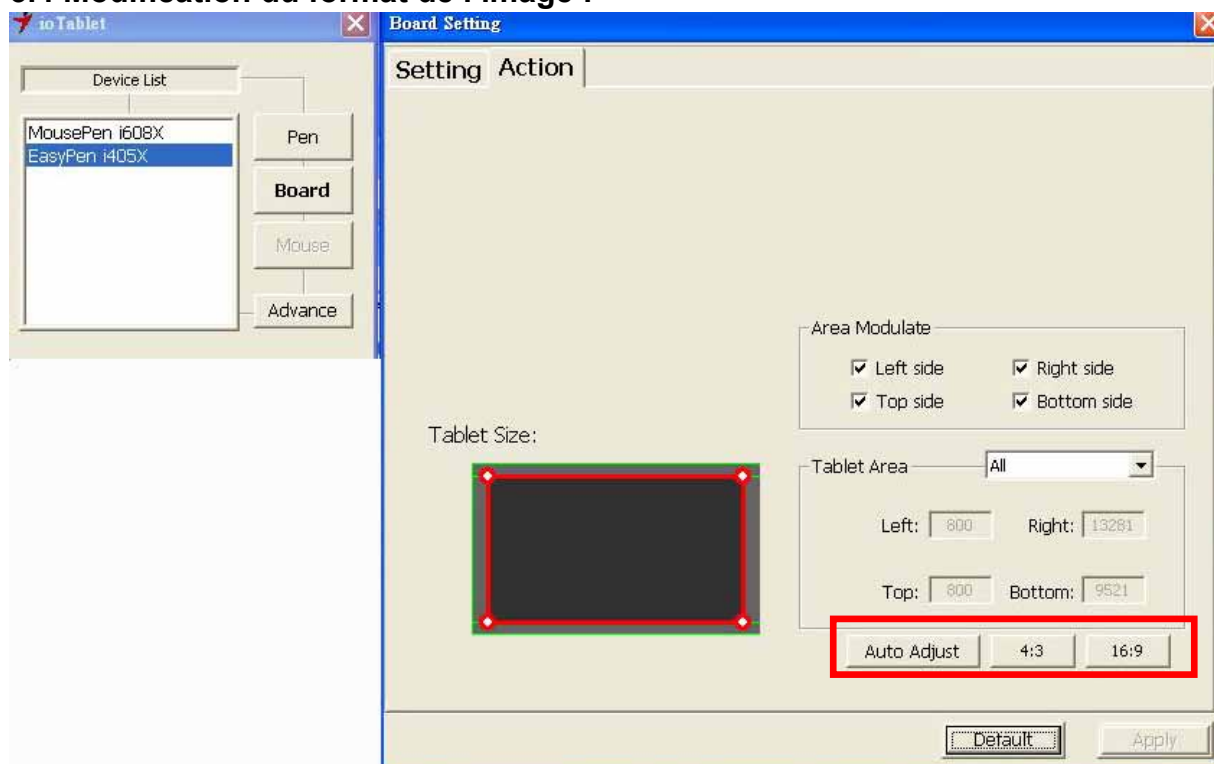 ioTablet
Device List
MousePen i608X
EasyPen i405X
Pen
Board
Mouse
Advance
Board Setting
Setting Action
Area Modulate
Left side Right side
Top side Bottom side
Tablet Size:
Tablet Area All
Left: 800 Right: 13281
Top: 800 Bottom: 9521
Auto Adjust 4:3 16:9
Default Apply